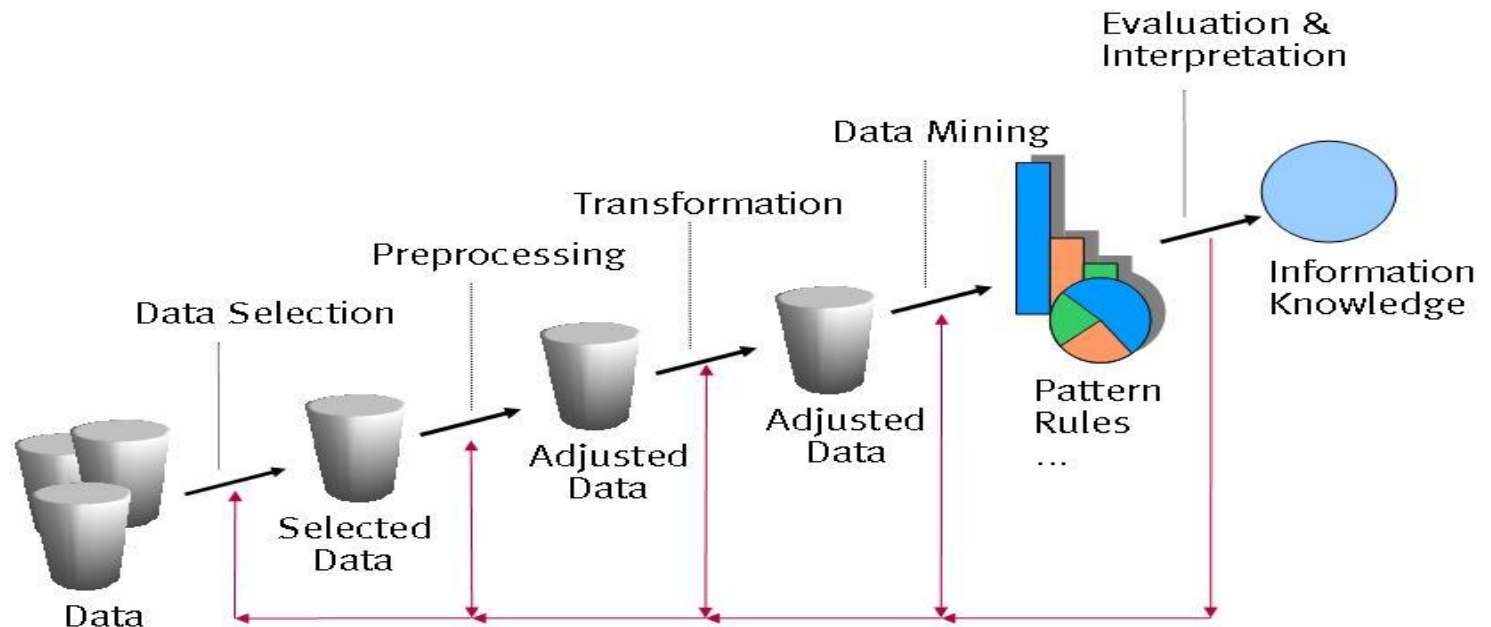 Evaluation &
Interpretation
Data Mining
Transformation
Preprocessing
Data Selection
Information
Knowledge
Pattern
Rules
...
Adjusted
Data
Adjusted
Data
Selected
Data
Data